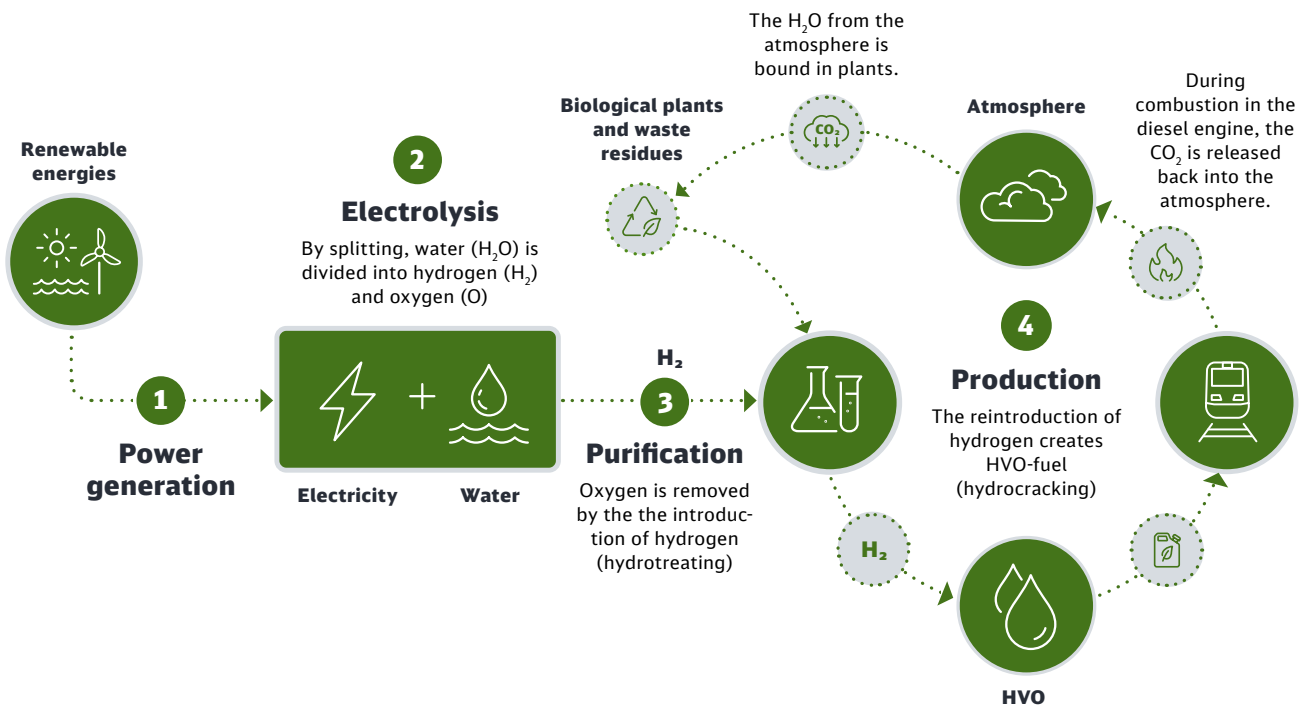 Renewable
energies
1
Power
generation
2
Electrolysis
By splitting, water (H₂O) is
divided into hydrogen (H₂)
and oxygen (O)
+
Electricity
Water
H₂
3
Purification
Oxygen is removed
by the the introduc-
tion of hydrogen
(hydrotreating)
Biological plants
and waste
residues
The H₂O from the
atmosphere is
bound in plants.
CO₂
Atmosphere
During
combustion in the
diesel engine, the
CO₂ is released
back into the
atmosphere.
4
Production
The reintroduction of
hydrogen creates
HVO-fuel
(hydrocracking)
H₂
HVO